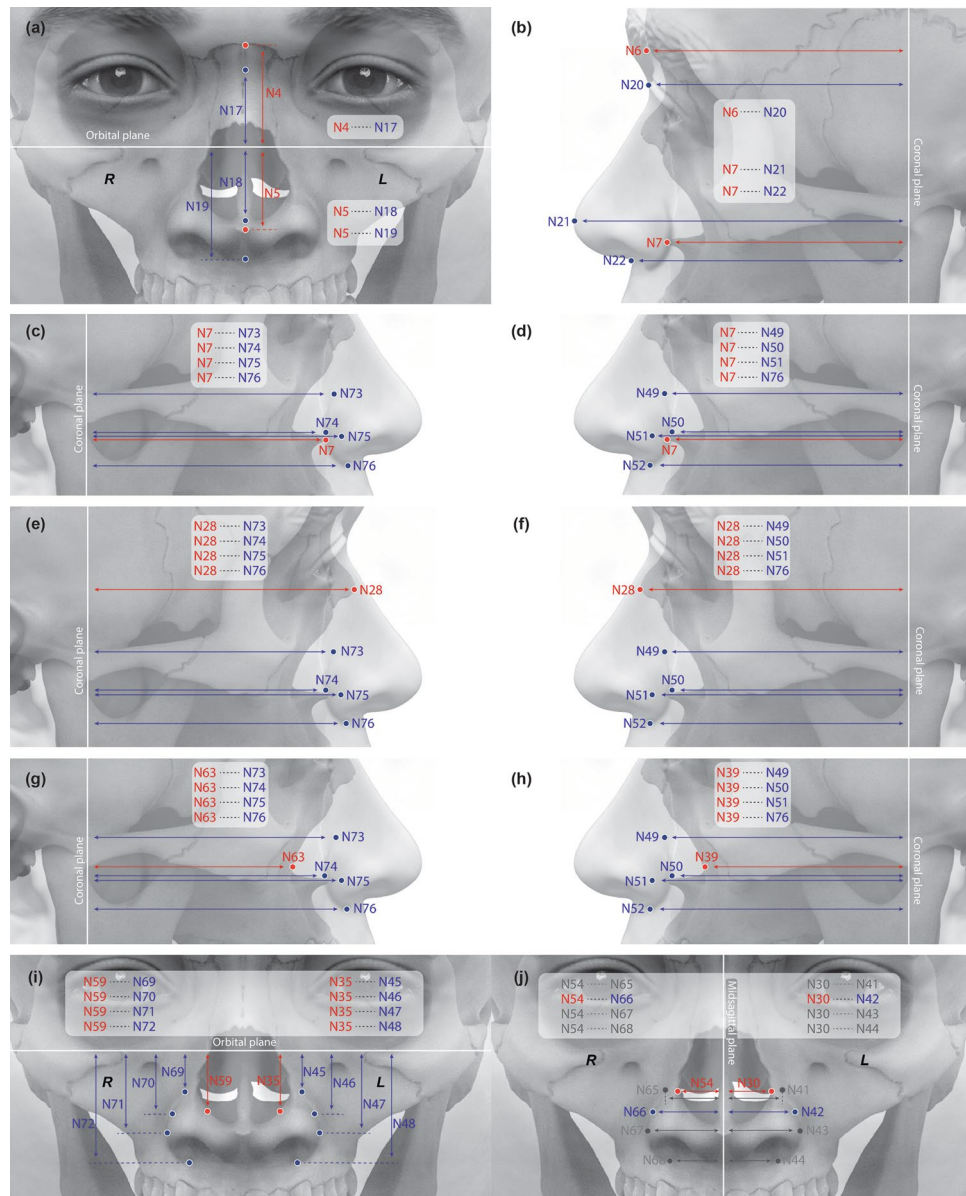 (a)
N17
N4
N4 ------ N17
Orbital plane
R
L
N18
N5
N19
N5 ------ N18
N5 ------ N19
(b)
N6
N20
N6 ------ N20
N7 ------ N21
N7 ------ N22
Coronal plane
N21
N7
N22
(c)
N7 ------ N73
N7 ------ N74
N7 ------ N75
N7 ------ N76
Coronal plane
N73
N74
N75
N7
N76
(d)
N7 ------ N49
N7 ------ N50
N7 ------ N51
N7 ------ N76
Coronal plane
N49
N50
N51
N7
N52
(e)
N28 ------ N73
N28 ------ N74
N28 ------ N75
N28 ------ N76
Coronal plane
N28
N73
N74
N75
N76
(f)
N28 ------ N49
N28 ------ N50
N28 ------ N51
N28 ------ N76
Coronal plane
N28
N49
N50
N51
N52
(g)
N63 ------ N73
N63 ------ N74
N63 ------ N75
N63 ------ N76
Coronal plane
N73
N63
N74
N75
N76
(h)
N39 ------ N49
N39 ------ N50
N39 ------ N51
N39 ------ N76
Coronal plane
N49
N39
N50
N51
N52
(i)
N59 ------ N69
N59 ------ N70
N59 ------ N71
N59 ------ N72
N35 ------ N45
N35 ------ N46
N35 ------ N47
N35 ------ N48
Orbital plane
R
L
N69
N70
N71
N72
N59
N35
N45
N46
N47
N48
(j)
N54 ------ N65
N54 ------ N66
N54 ------ N67
N54 ------ N68
N30 ------ N41
N30 ------ N42
N30 ------ N43
N30 ------ N44
Midsagittal plane
R
L
N65
N54
N30
N41
N66
N42
N67
N43
N68
N44